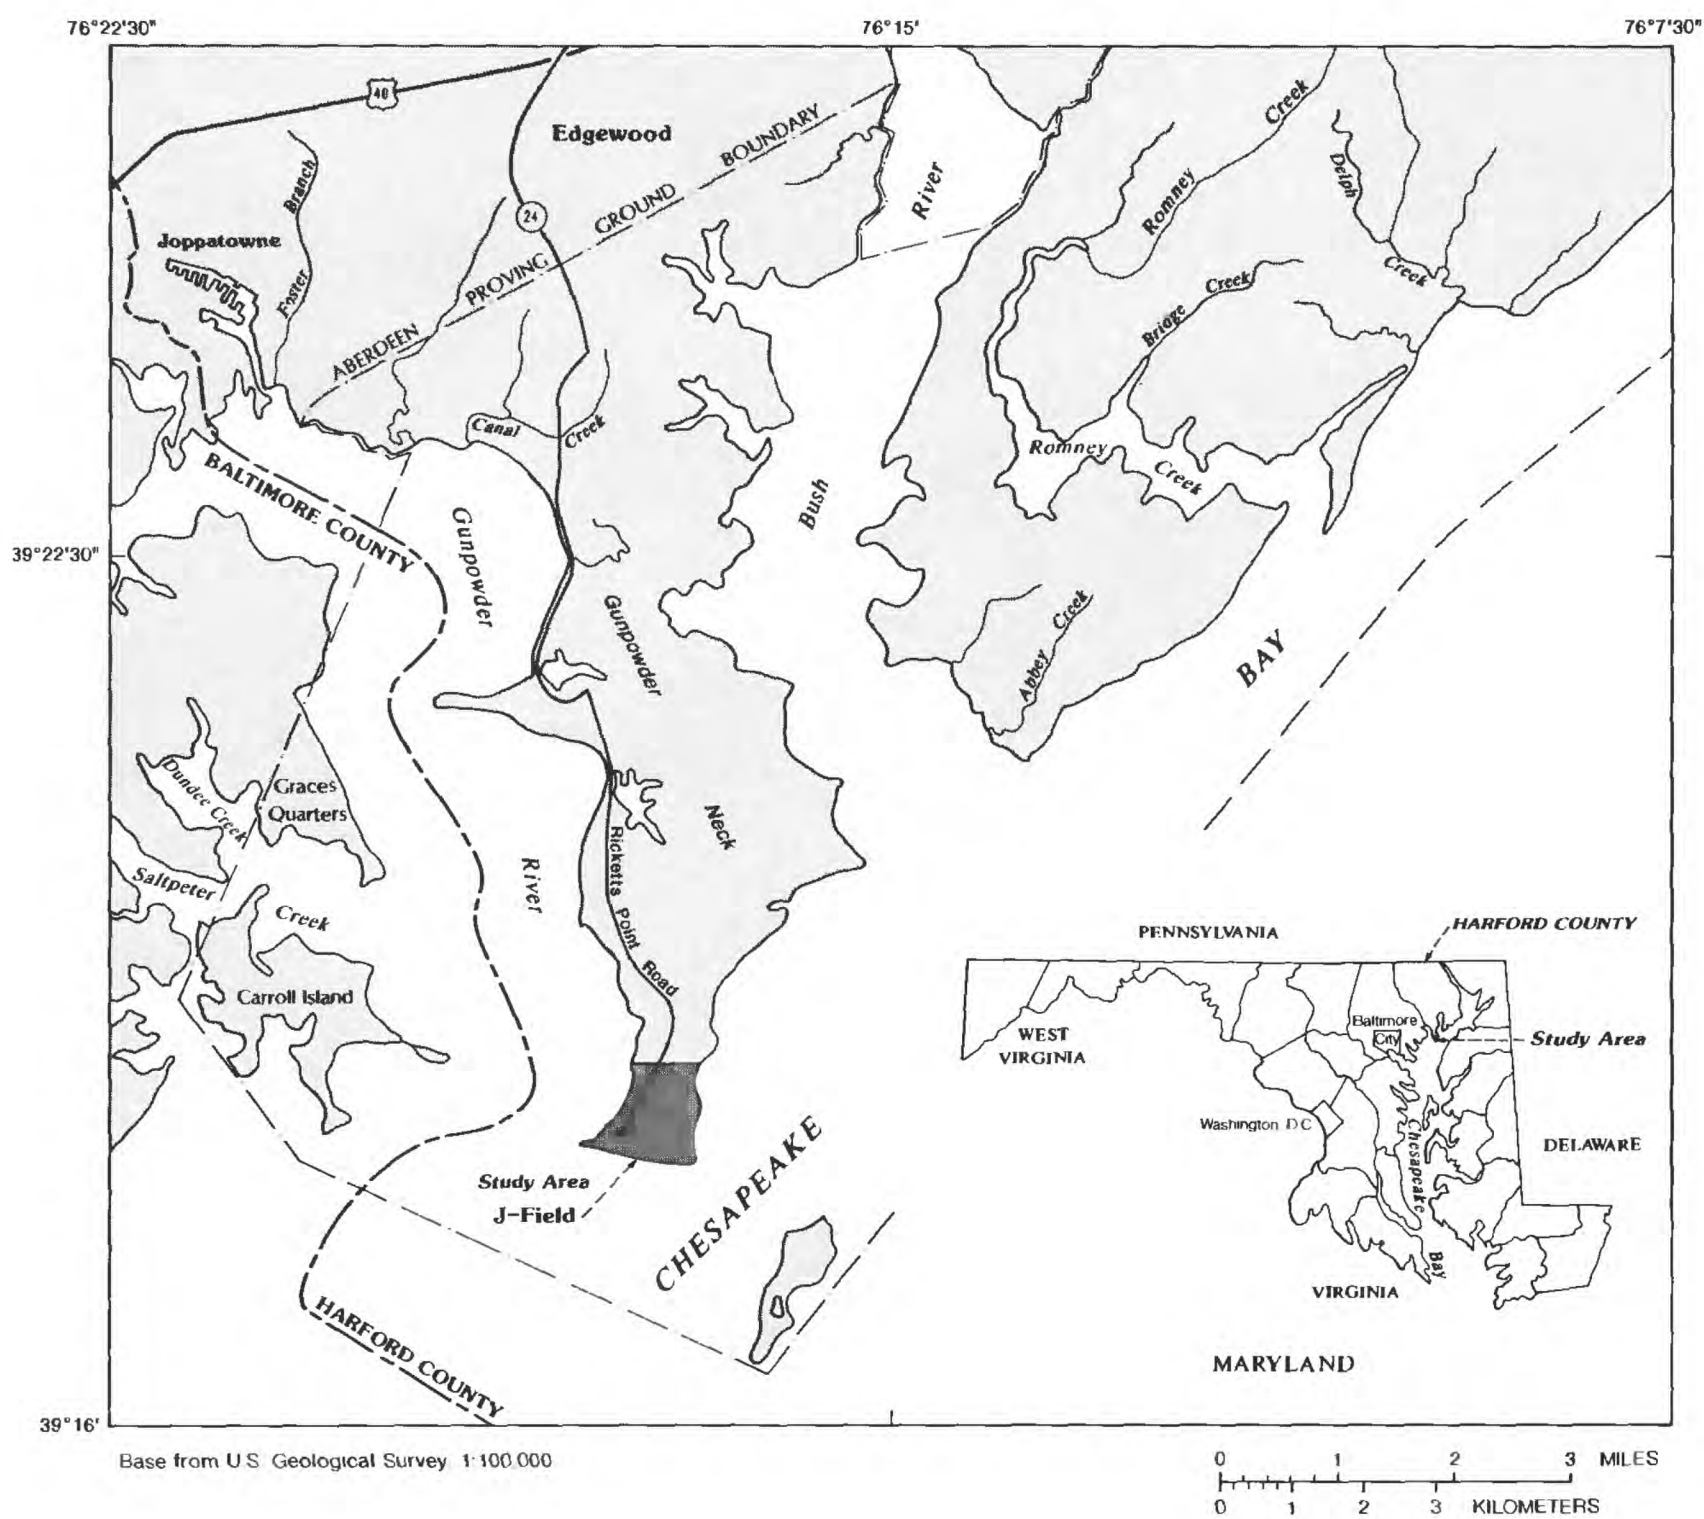 76°22'30"
76°15'
76°7'30"
40
Edgewood
BOUNDARY
Creek
Branch
River
Delph
Romney
24
GROUND
Joppatowne
PROVING
Creek
Foster
Creek
Bridge
ABERDEEN
Canal
Creek
Romney
Creek
BALTIMORE COUNTY
Bush
Gunpowder
39°22'30"
Gunpowder
Creek
Abbey
BAY
Dundee Creek
Graces
Quarters
Neck
Ricketts
River
Saltpeter
Creek
Point
Road
Carroll Island
PENNSYLVANIA
HARFORD COUNTY
WEST
VIRGINIA
Baltimore
City
Study Area
Washington D C
DELAWARE
Chesapeake
Bay
VIRGINIA
MARYLAND
Study Area
J-Field
CHESAPEAKE
HARFORD COUNTY
39°16'
Base from U.S. Geological Survey 1:100,000
0 1 2 3 MILES
0 1 2 3 KILOMETERS